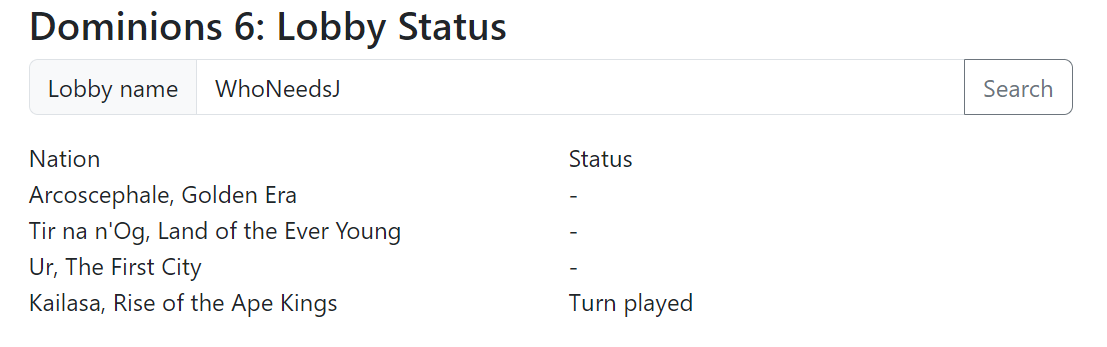 Dominions 6: Lobby Status
Lobby name WhoNeedsJ Search
Nation Status
Arcoscephale, Golden Era -
Tir na n'Og, Land of the Ever Young -
Ur, The First City -
Kailasa, Rise of the Ape Kings Turn played